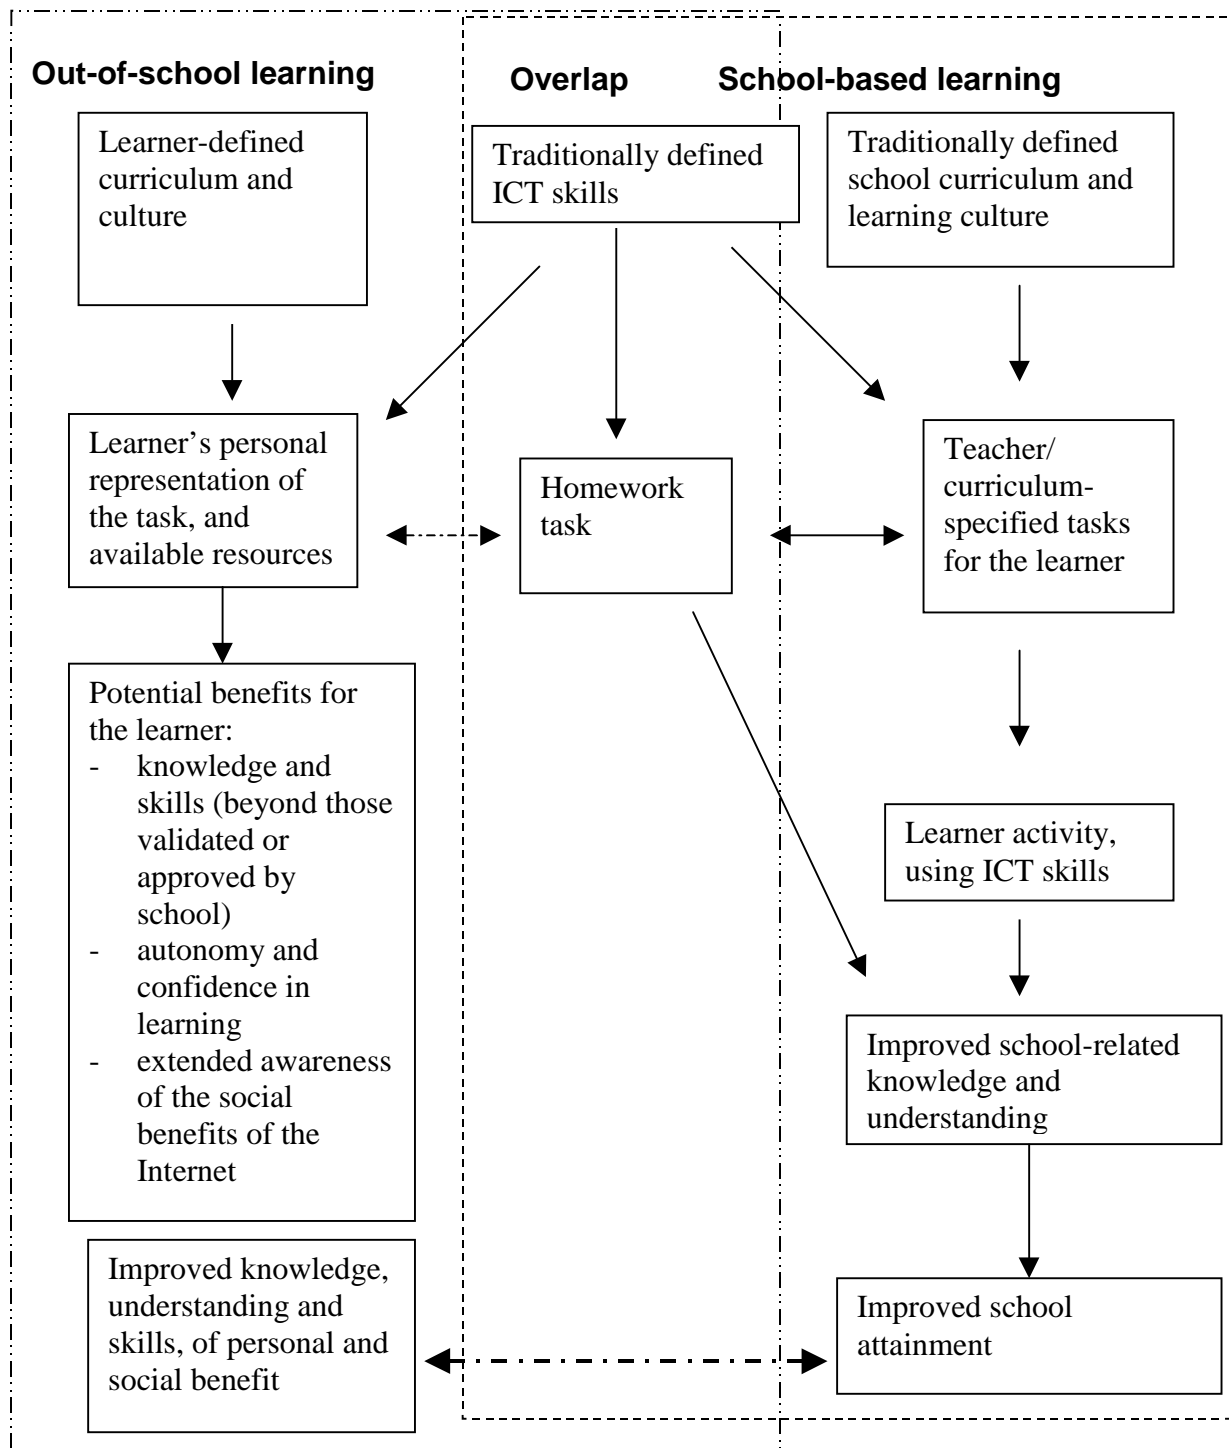 Out-of-school learning
Overlap
School-based learning
Learner-defined
curriculum and
culture
Traditionally defined
ICT skills
Traditionally defined
school curriculum and
learning culture
Learner’s personal
representation of
the task, and
available resources
Homework
task
Teacher/
curriculum-
specified tasks
for the learner
Potential benefits for
the learner:
- knowledge and
skills (beyond those
validated or
approved by
school)
- autonomy and
confidence in
learning
- extended awareness
of the social
benefits of the
Internet
Learner activity,
using ICT skills
Improved school-related
knowledge and
understanding
Improved knowledge,
understanding and
skills, of personal and
social benefit
Improved school
attainment